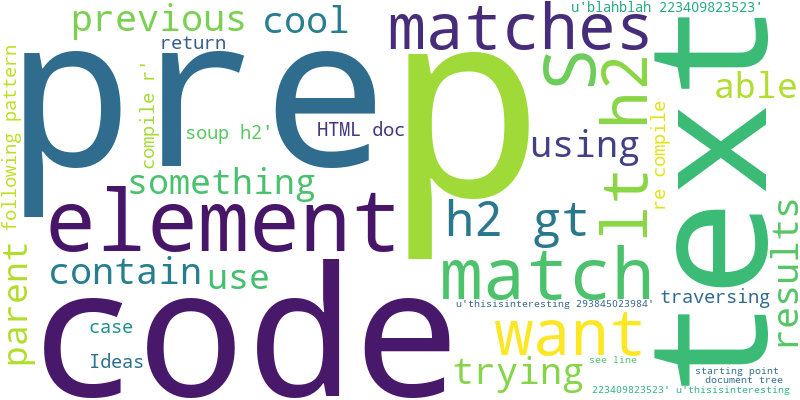 previous
cool
matches
u'blahblah 223409823523'
return
pre
p
s
lt h2
text
able
following pattern
compile r'
soup h2'
HTML doc
using
re compile
something
element
h2 gt
parent
contain
use
match
results
code
u'thisisinteresting 293845023984'
traversing
case
want
Ideas
trying
see line
starting point
document tree
223409823523' u'thisisinteresting